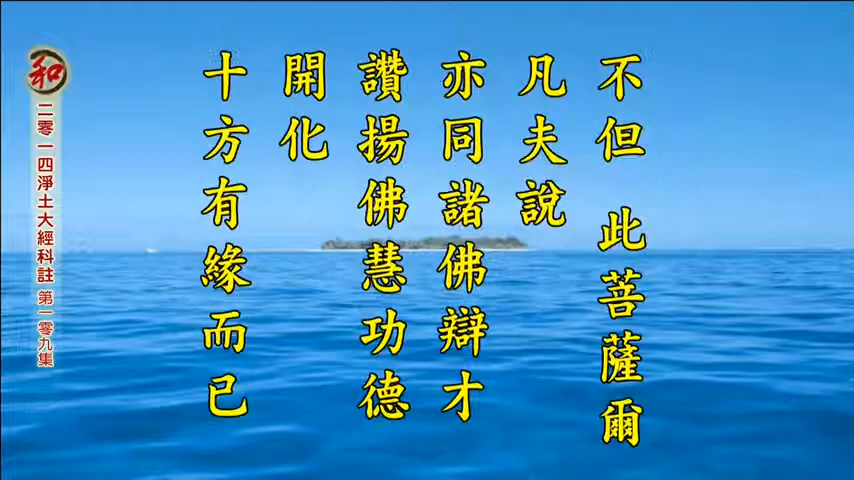 不但 此菩薩爾
凡夫說
亦同諸佛辯才
讚揚佛慧功德
開化
十方有緣而已
和
二零一四淨土大經科註 第一零九集